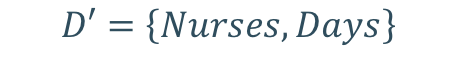 D′ = {Nurses, Days}